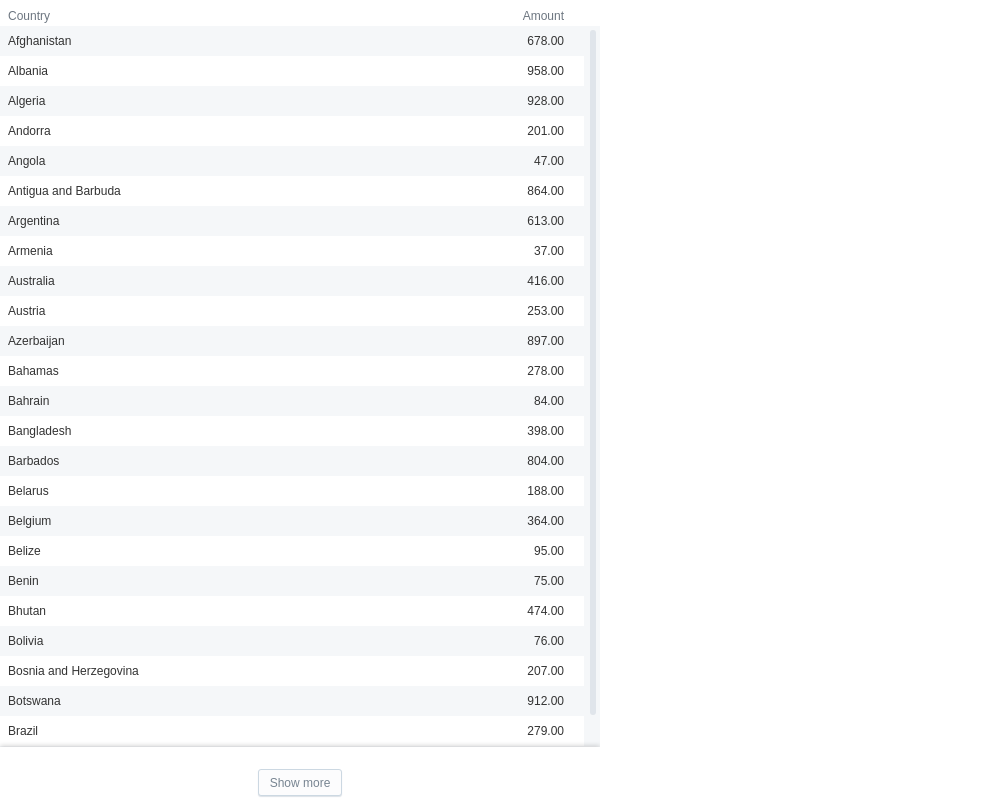 Country Amount
Afghanistan 678.00
Albania 958.00
Algeria 928.00
Andorra 201.00
Angola 47.00
Antigua and Barbuda 864.00
Argentina 613.00
Armenia 37.00
Australia 416.00
Austria 253.00
Azerbaijan 897.00
Bahamas 278.00
Bahrain 84.00
Bangladesh 398.00
Barbados 804.00
Belarus 188.00
Belgium 364.00
Belize 95.00
Benin 75.00
Bhutan 474.00
Bolivia 76.00
Bosnia and Herzegovina 207.00
Botswana 912.00
Brazil 279.00
Show more